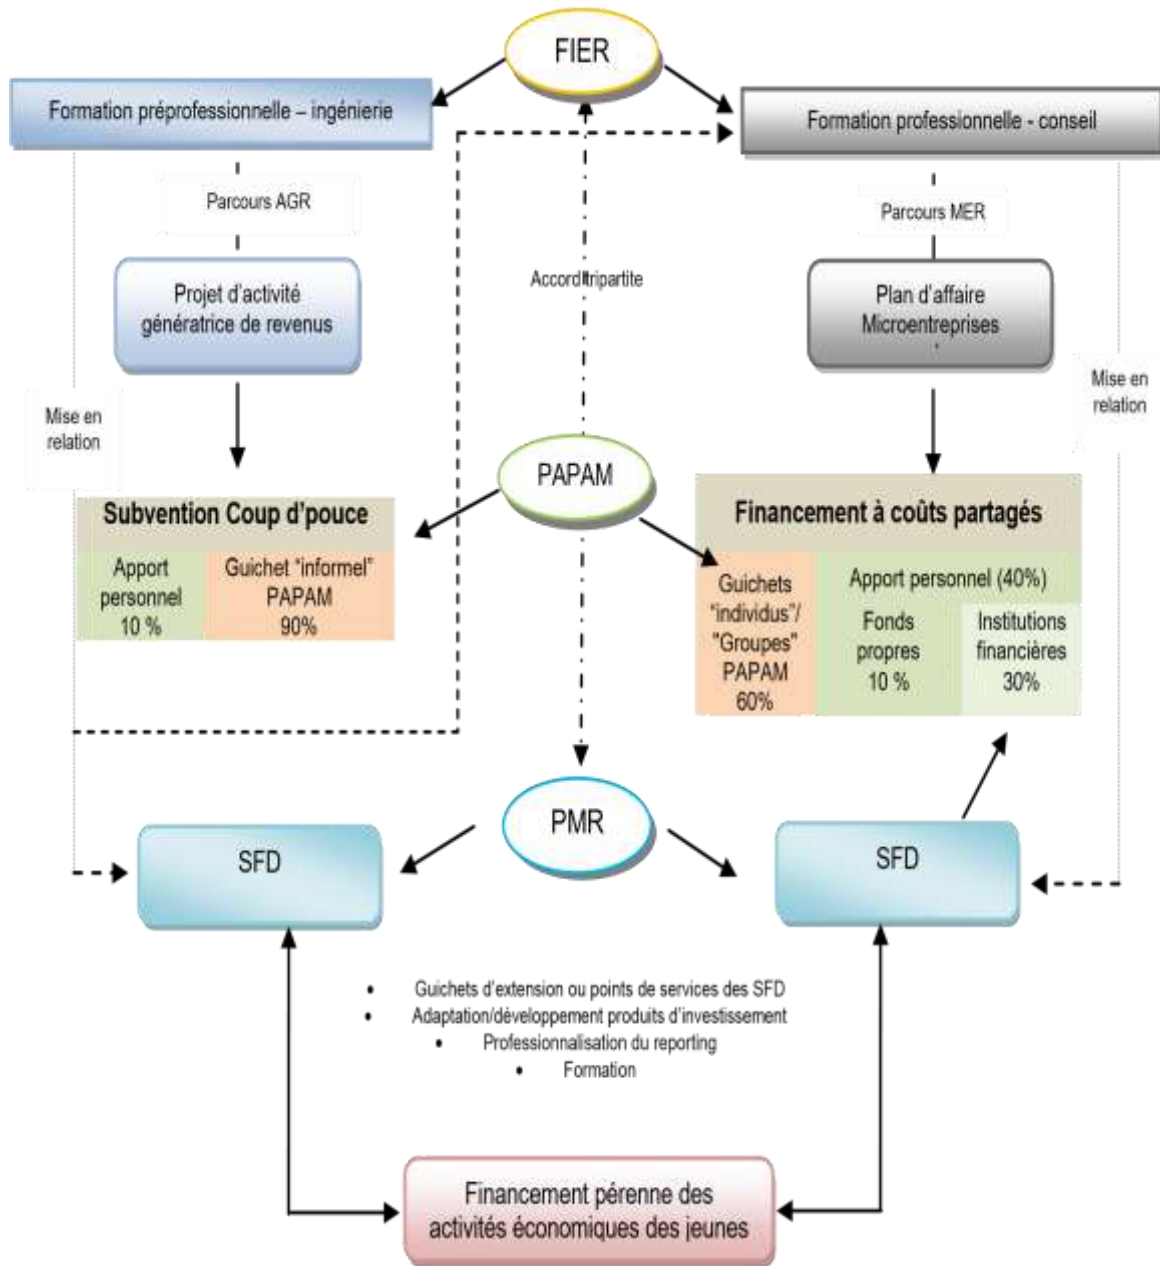 FIER
Formation préprofessionnelle – ingénierie
Formation professionnelle - conseil
Parcours AGR
Parcours MER
Projet d'activité
génératrice de revenus
Accord tripartite
Plan d'affaire
Microentreprises
Mise en
relation
Mise en
relation
PAPAM
Subvention Coup d'pouce
Apport
personnel
10 %
Guichet "informel"
PAPAM
90%
Financement à coûts partagés
Guichets
"individus"/
"Groupes"
PAPAM
60%
Apport personnel (40%)
Fonds
propres
10 %
Institutions
financières
30%
PMR
SFD
SFD
• Guichets d'extension ou points de services des SFD
• Adaptation/développement produits d'investissement
• Professionnalisation du reporting
• Formation
Financement pérenne des
activités économiques des jeunes